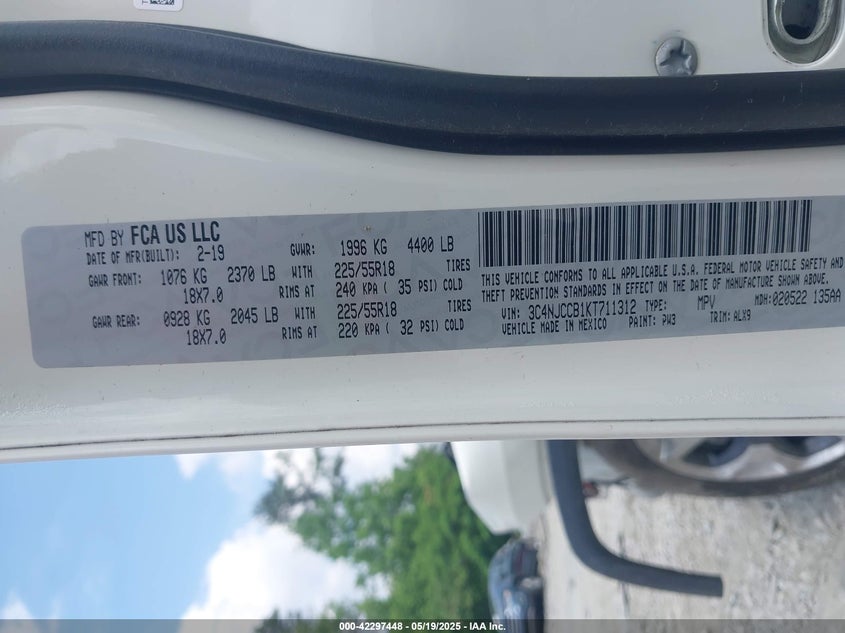 MFD BY FCA US LLC
DATE OF MFR(BUILT): 2-19 GVWR: 1996 KG 4400 LB
GAWR FRONT: 1076 KG 2370 LB WITH 225/55R18 TIRES
18X7.0 RIMS AT 240 KPA ( 35 PSI) COLD
GAWR REAR: 0928 KG 2045 LB WITH 225/55R18 TIRES
18X7.0 RIMS AT 220 KPA ( 32 PSI) COLD
THIS VEHICLE CONFORMS TO ALL APPLICABLE U.S.A. FEDERAL MOTOR VEHICLE SAFETY AND
THEFT PREVENTION STANDARDS IN EFFECT ON THE DATE OF MANUFACTURE SHOWN ABOVE.
VIN: 3C4NJCCB1KT711312 TYPE: MPV MDH: 020522 135AA
VEHICLE MADE IN MEXICO PAINT: PW3 TRIM: ALX9
000-42297448 - 05/19/2025 - IAA Inc.